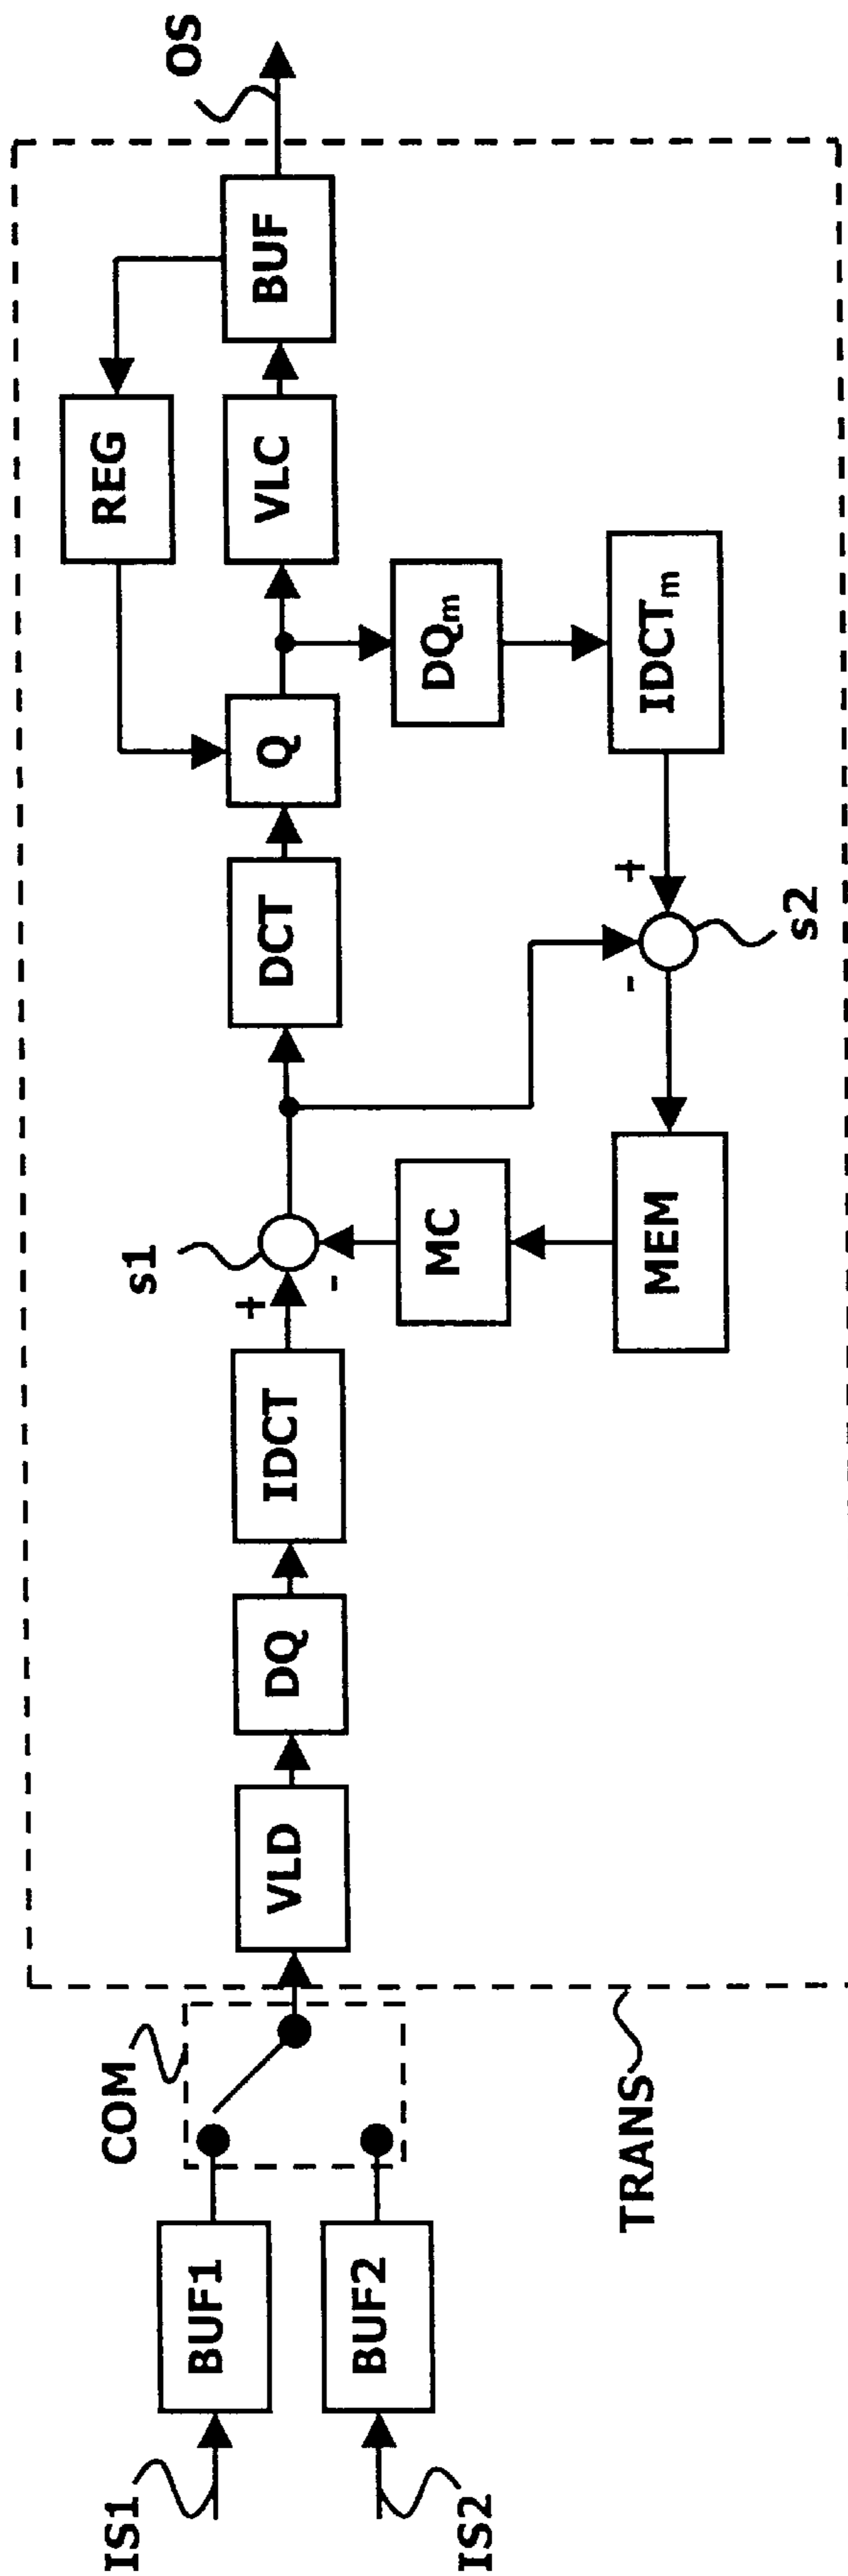 IS1
BUF1
IS2
BUF2
COM
TRANS
VLD
DQ
IDCT
+
-
s1
MC
MEM
DCT
Q
REG
VLC
BUF
OS
DQm
IDCTm
+
-
s2